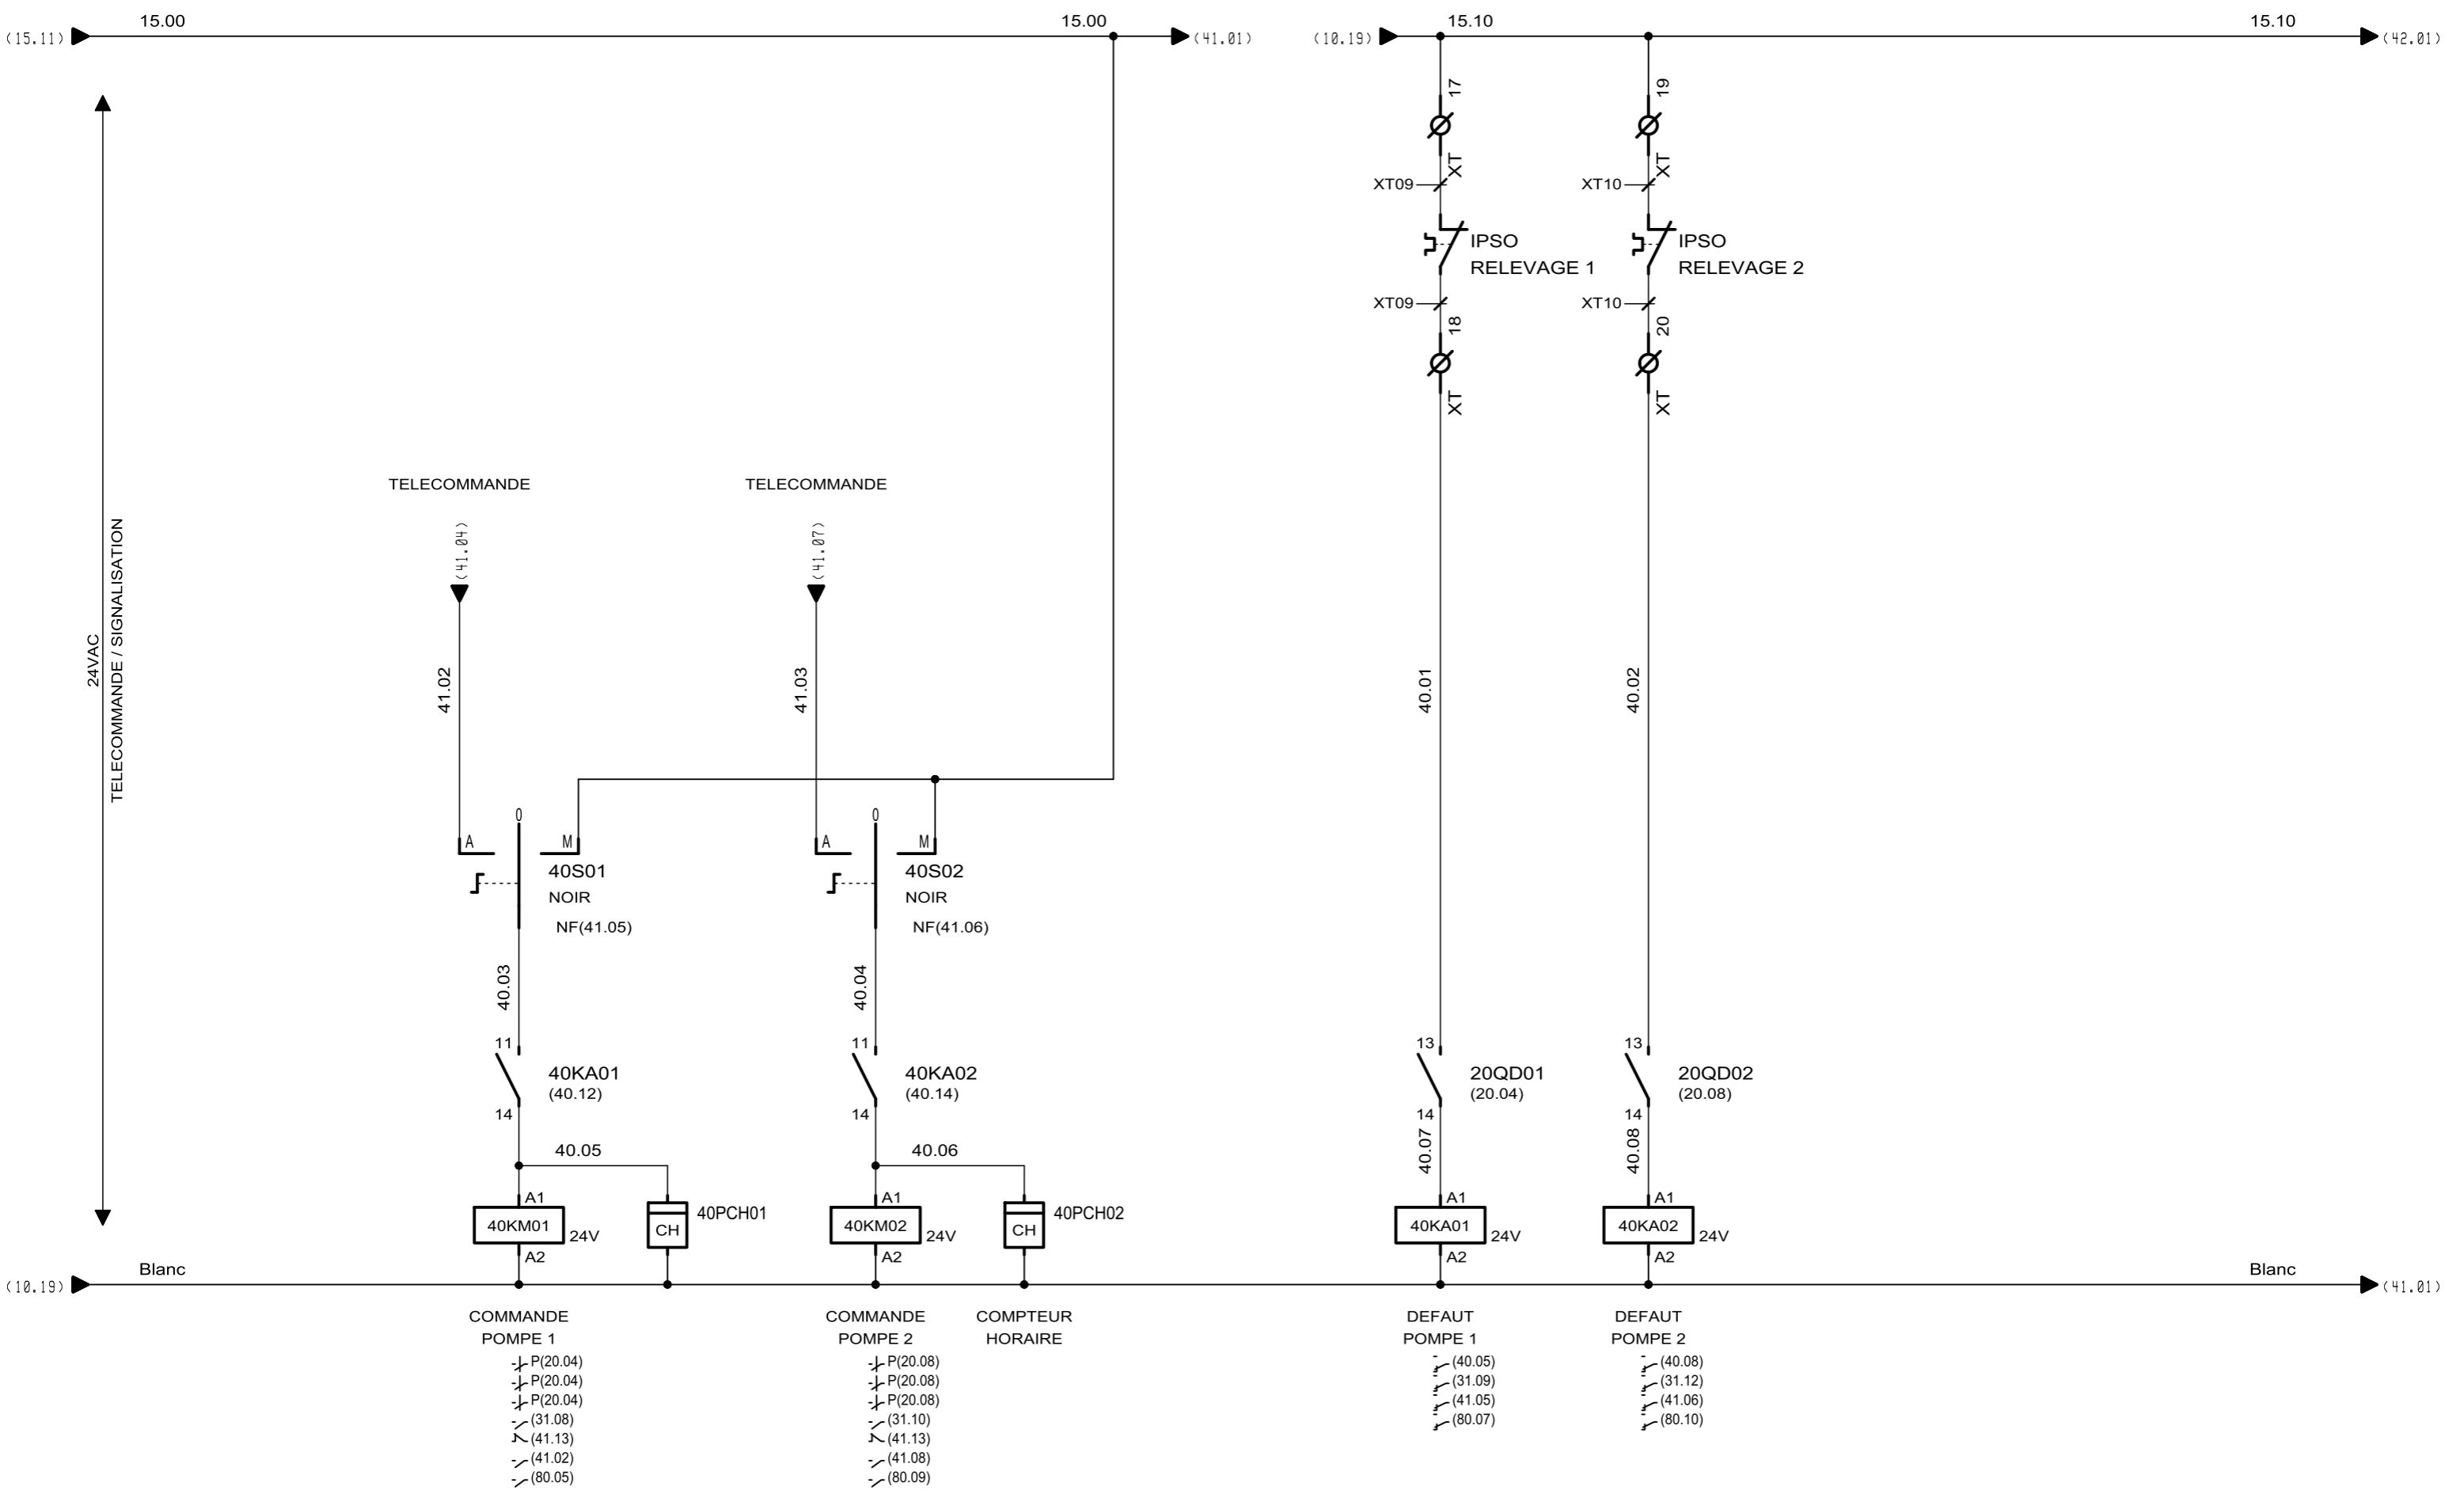 15.00
15.00
15.10
15.10
(15.11)
(41.01)
(10.19)
(42.01)
17
19
XT
XT
XT09
XT10
IPSO
RELEVAGE 1
IPSO
RELEVAGE 2
XT09
XT10
18
20
XT
XT
TELECOMMANDE
TELECOMMANDE
(41.04)
(41.07)
24VAC
TELECOMMANDE / SIGNALISATION
41.02
41.03
40.01
40.02
0
0
A
M
A
M
40S01
NOIR
NF(41.05)
40S02
NOIR
NF(41.06)
40.03
40.04
11
11
13
13
40KA01
(40.12)
40KA02
(40.14)
20QD01
(20.04)
20QD02
(20.08)
14
14
14
14
40.05
40.06
40.07
40.08
A1
A1
A1
A1
40KM01
24V
CH
40PCH01
40KM02
24V
CH
40PCH02
40KA01
24V
40KA02
24V
A2
A2
A2
A2
Blanc
Blanc
(10.19)
(41.01)
COMMANDE
POMPE 1
COMMANDE
POMPE 2
COMPTEUR
HORAIRE
DEFAUT
POMPE 1
DEFAUT
POMPE 2
P(20.04)
P(20.04)
P(20.04)
(31.08)
(41.13)
(41.02)
(80.05)
P(20.08)
P(20.08)
P(20.08)
(31.10)
(41.13)
(41.08)
(80.09)
(40.05)
(31.09)
(41.05)
(80.07)
(40.08)
(31.12)
(41.06)
(80.10)